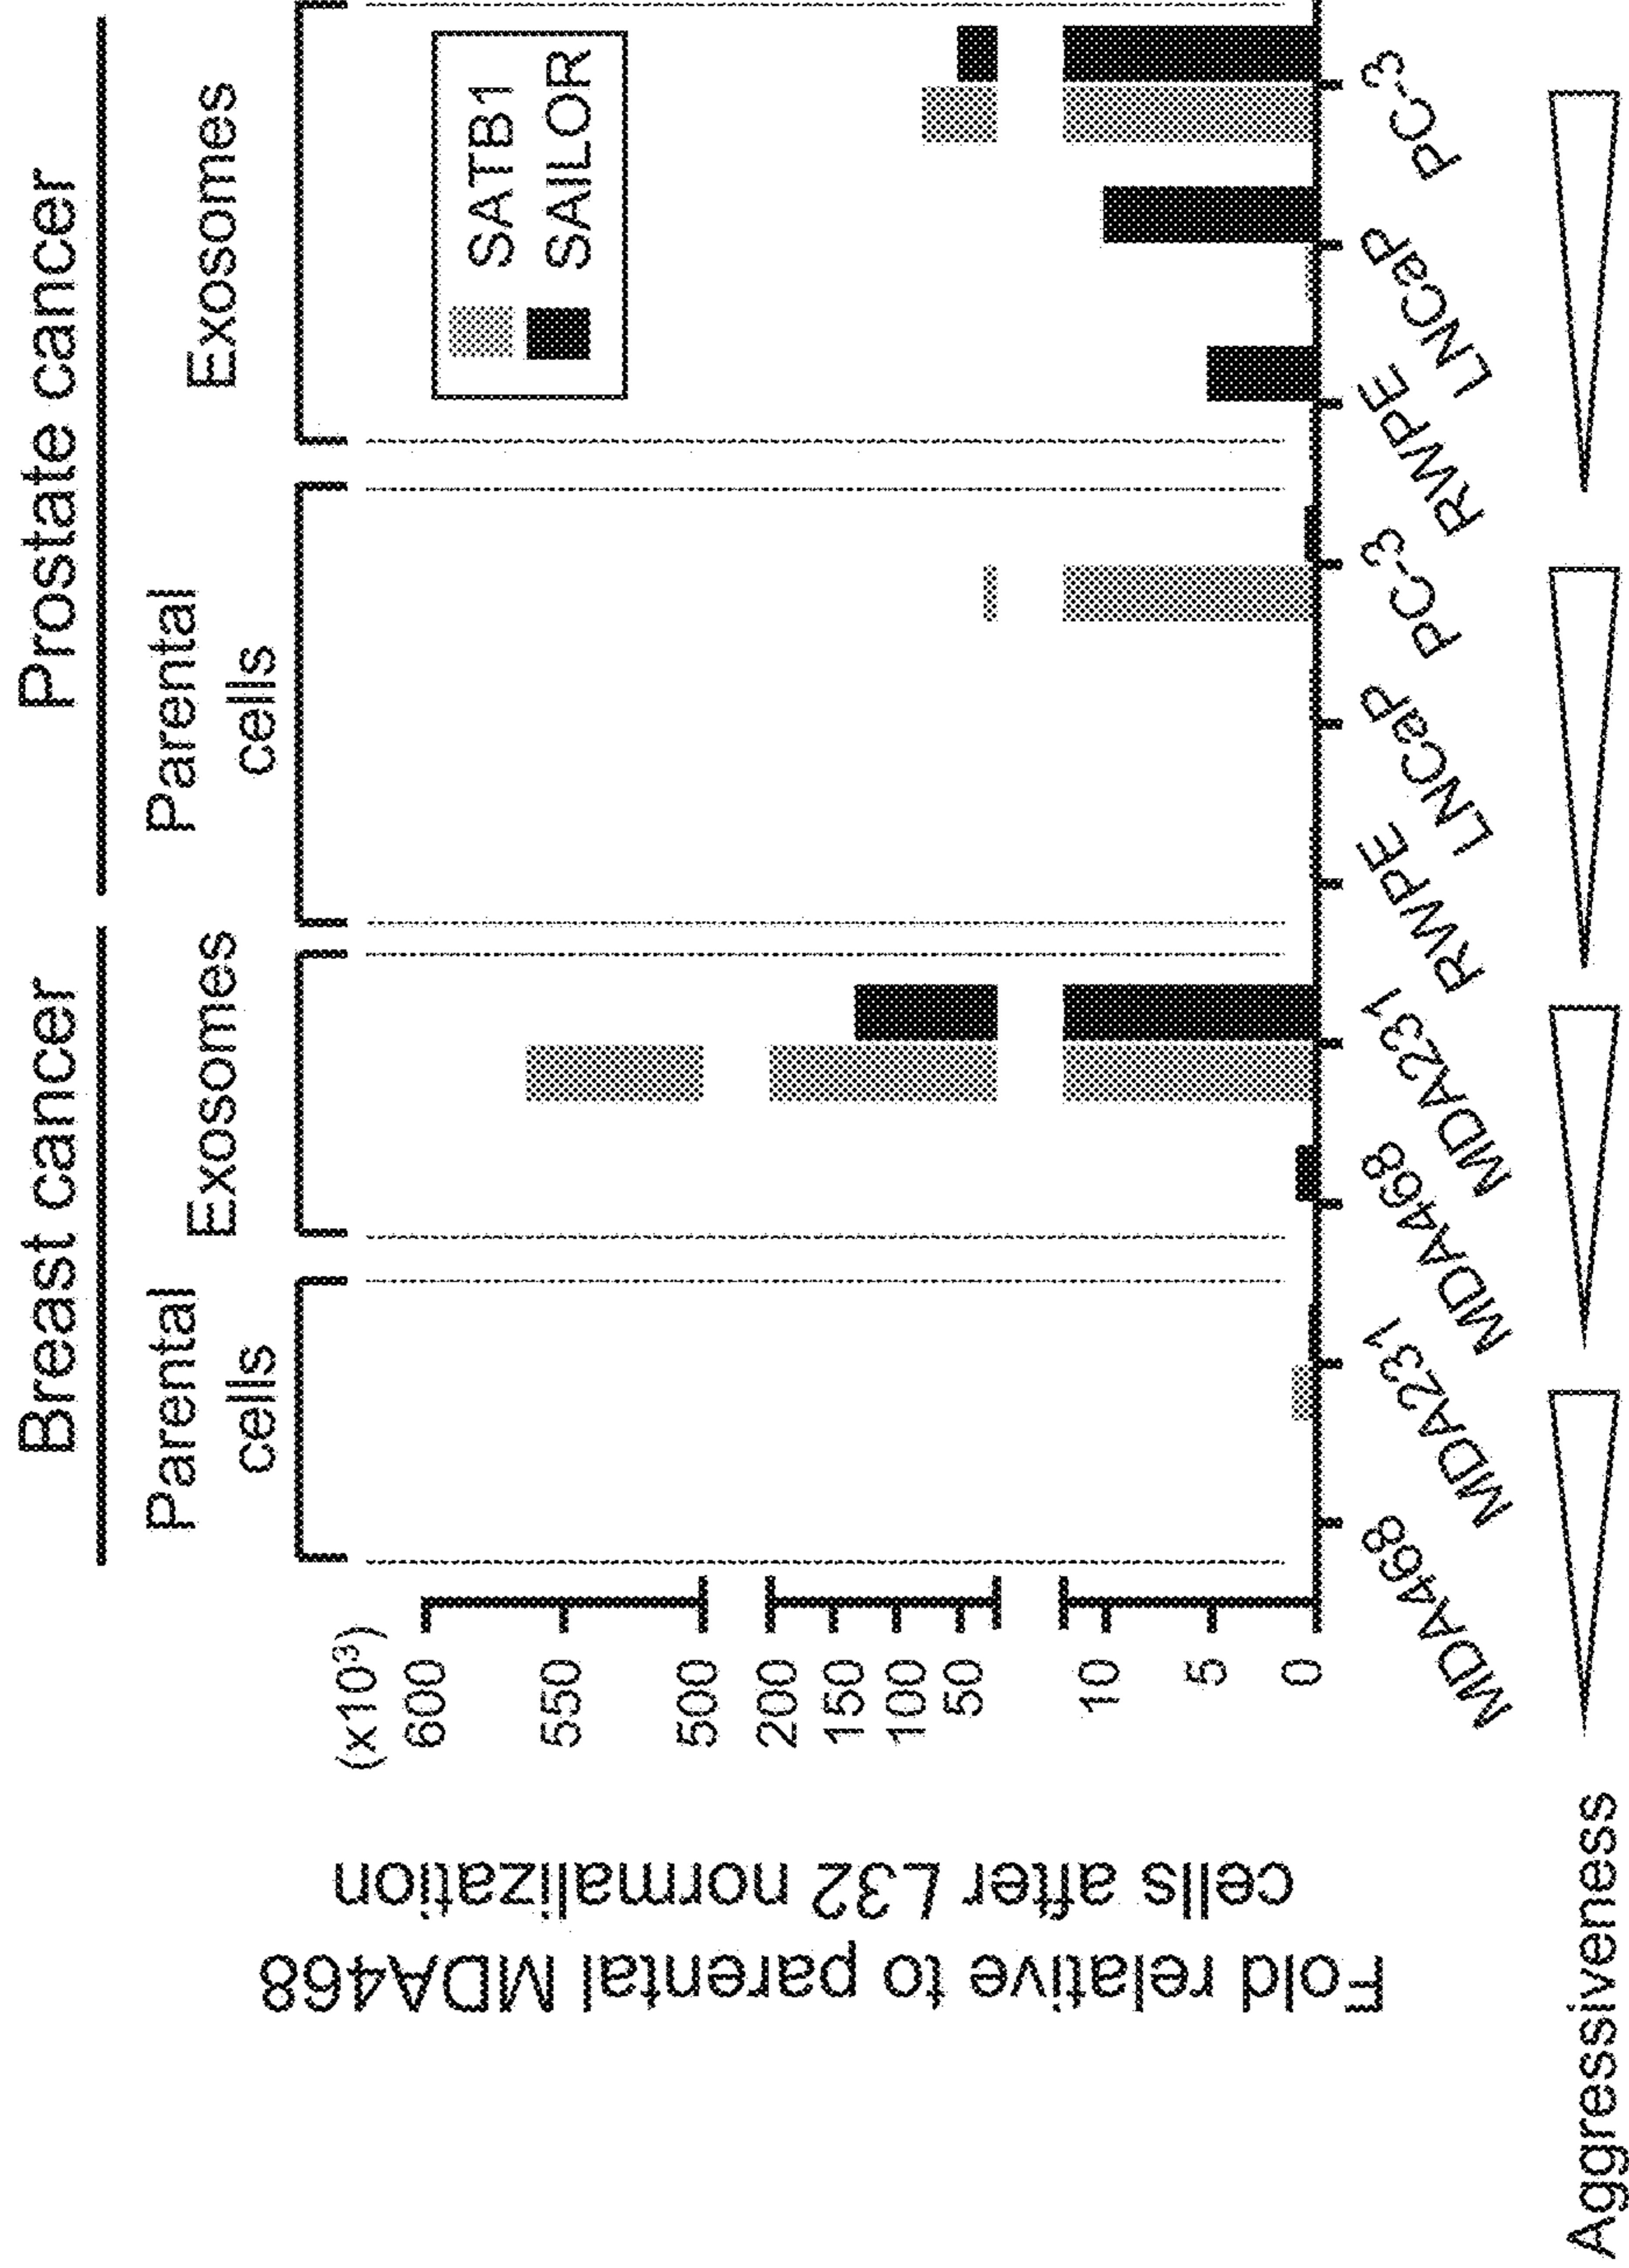 Breast cancer
Prostate cancer
Parental
cells
Exosomes
Parental
cells
Exosomes
SATB1
SAILOR
Fold relative to parental MDA468
cells after L32 normalization
(x10³)
600
550
500
200
150
100
50
10
5
0
MDA468
MDA231
MDA468
MDA231
RWPE
LNCaP
PC-3
RWPE
LNCaP
PC-3
Aggressiveness